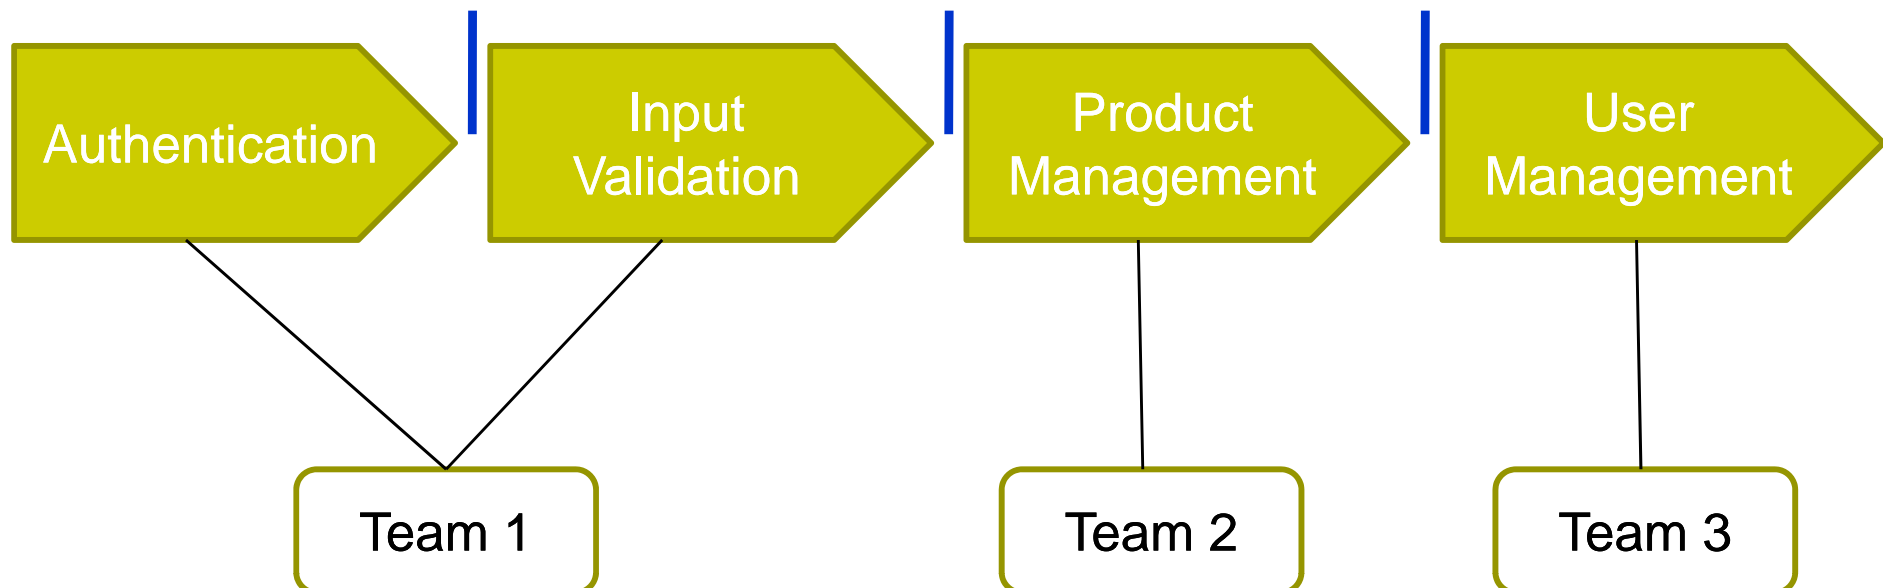 Authentication
Input
Validation
Product
Management
User
Management
Team 1
Team 2
Team 3